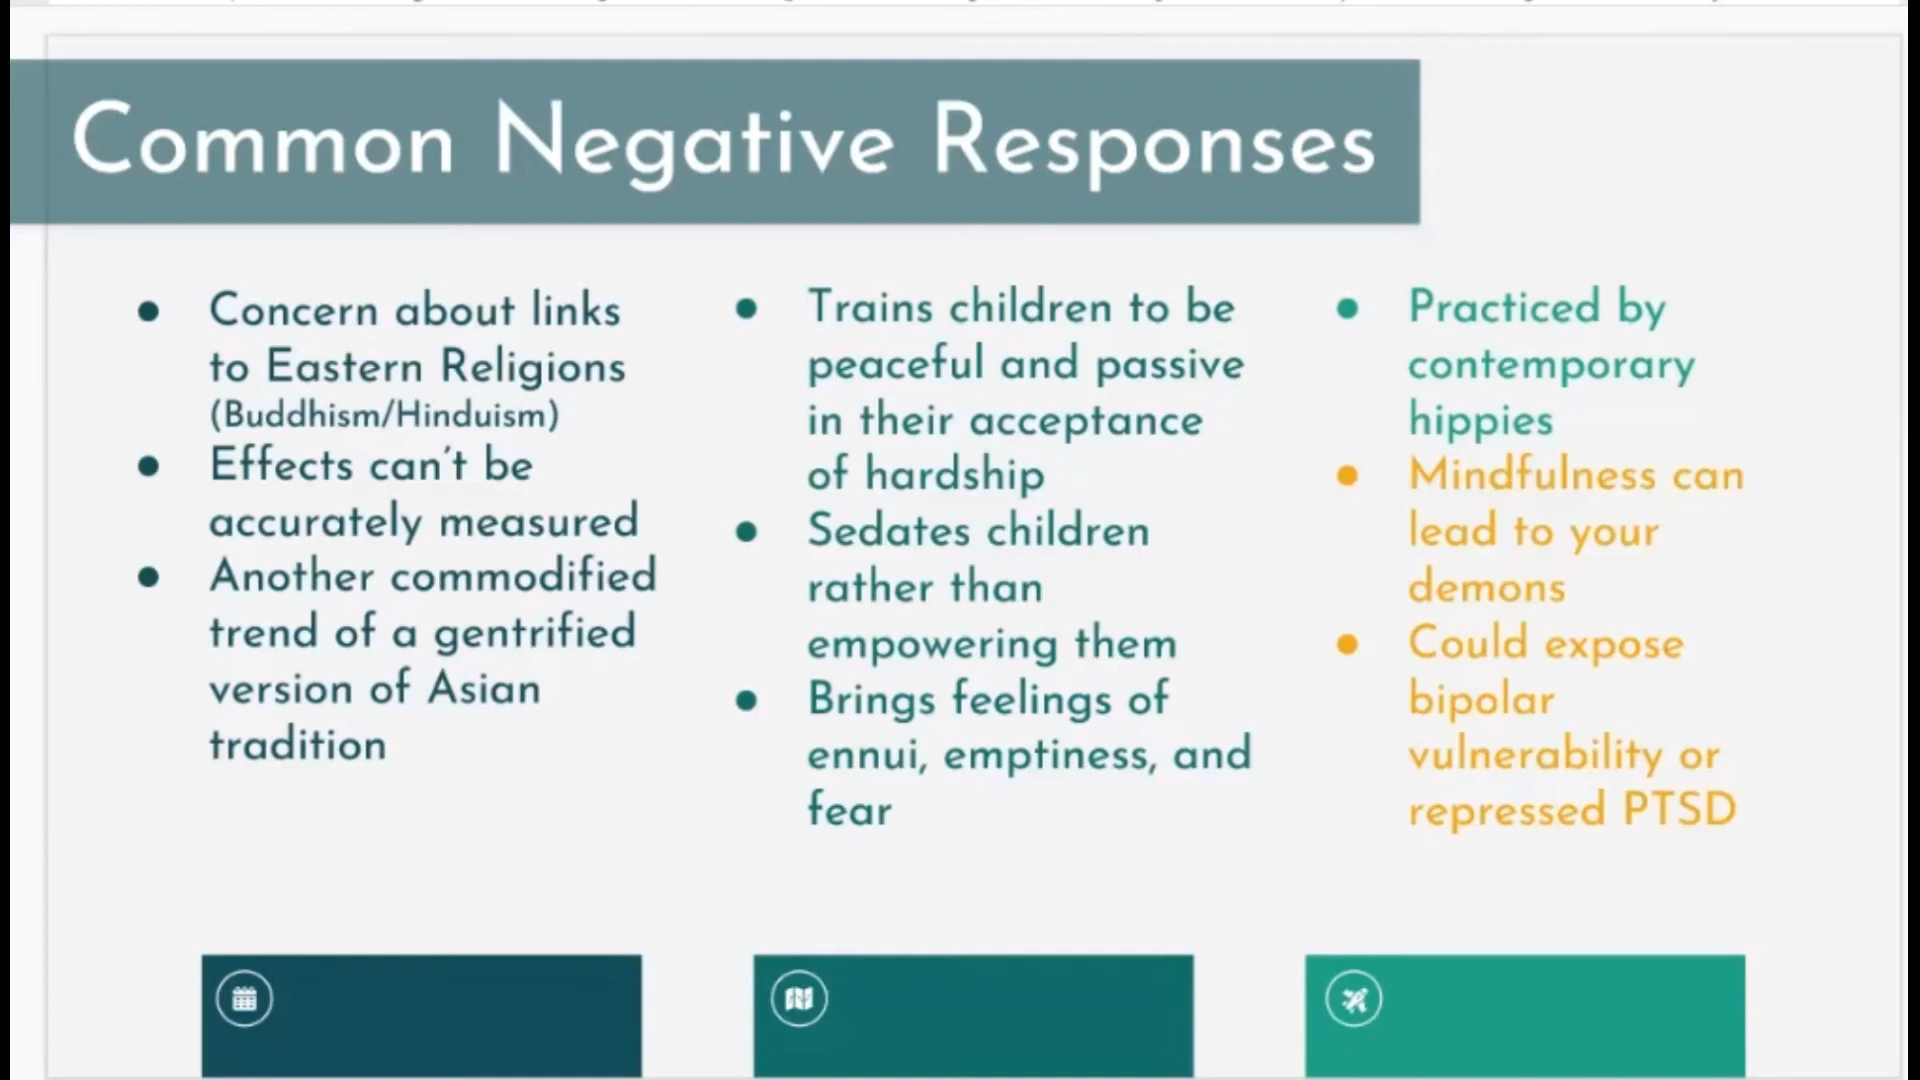 Common Negative Responses
Concern about links
to Eastern Religions
(Buddhism/Hinduism)
Effects can't be
accurately measured
Another commodified
trend of a gentrified
version of Asian
tradition
Trains children to be
peaceful and passive
in their acceptance
of hardship
Sedates children
rather than
empowering them
Brings feelings of
ennui, emptiness, and
fear
Practiced by
contemporary
hippies
Mindfulness can
lead to your
demons
Could expose
bipolar
vulnerability or
repressed PTSD